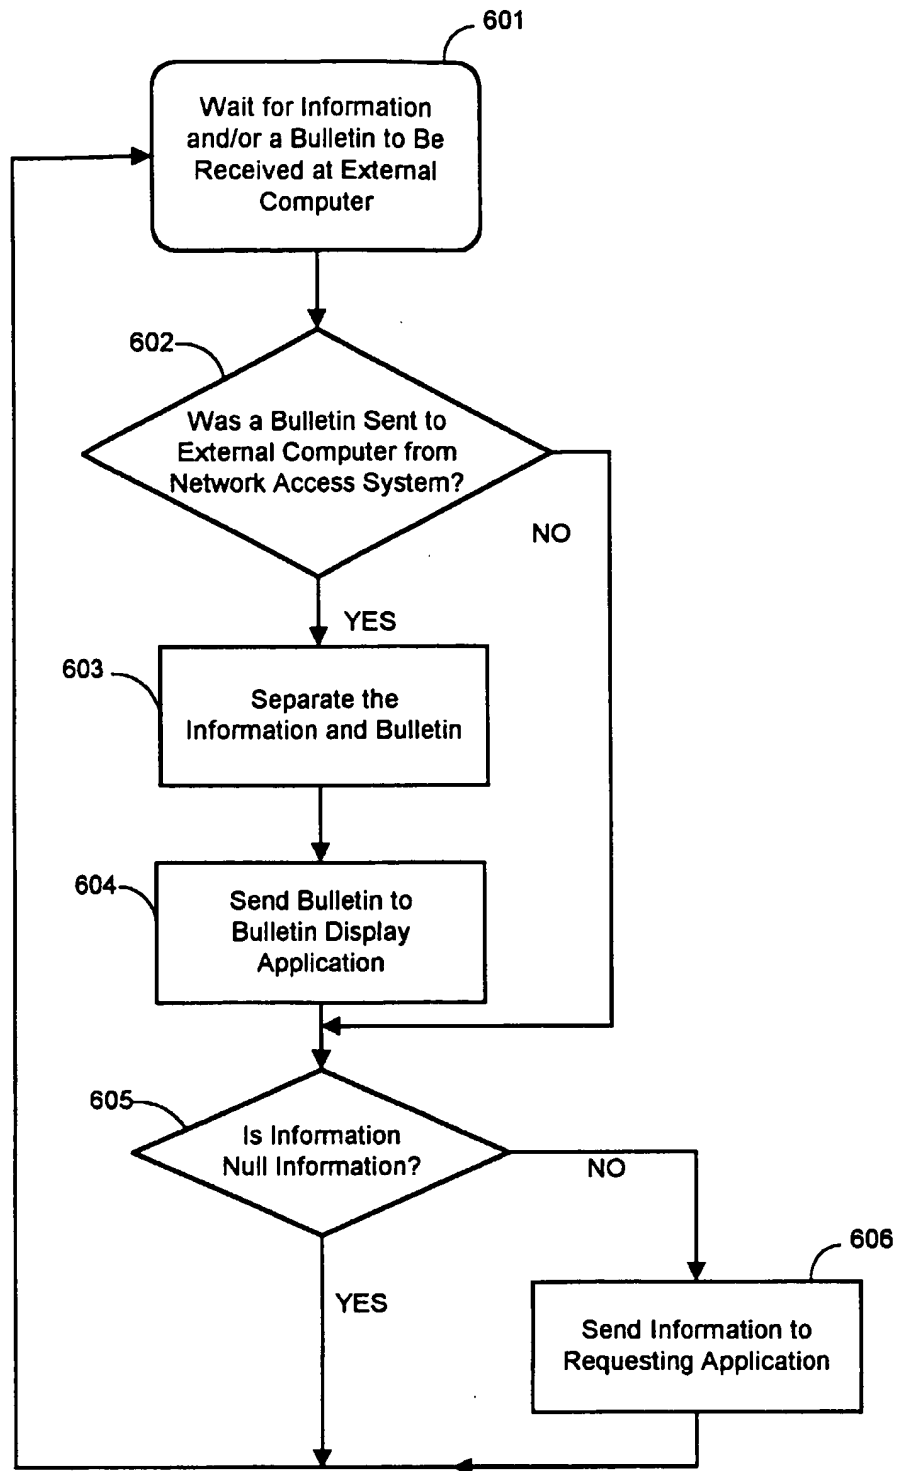 601
Wait for Information
and/or a Bulletin to Be
Received at External
Computer
602
Was a Bulletin Sent to
External Computer from
Network Access System?
NO
YES
603
Separate the
Information and Bulletin
604
Send Bulletin to
Bulletin Display
Application
605
Is Information
Null Information?
NO
606
YES
Send Information to
Requesting Application